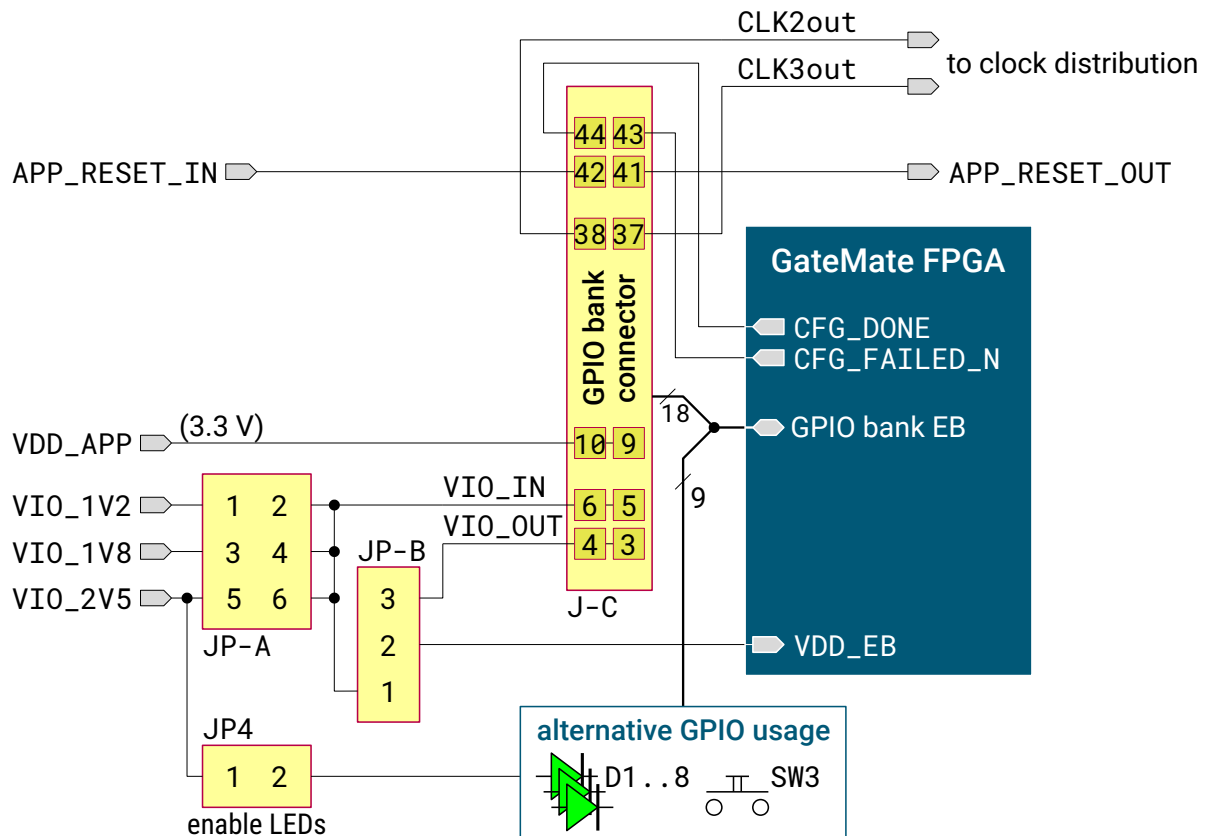 CLK2out
to clock distribution
CLK3out
44 43
APP_RESET_IN
42 41
APP_RESET_OUT
38 37
GateMate FPGA
GPIO bank
connector
CFG_DONE
CFG_FAILED_N
18
GPIO bank EB
(3.3 V)
VDD_APP
10 9
9
VIO_IN
VIO_1V2
1 2
6 5
VIO_OUT
VIO_1V8
3 4
4 3
JP-B
VIO_2V5
5 6
3
J-C
JP-A
2
VDD_EB
1
JP4
alternative GPIO usage
1 2
D1..8
SW3
enable LEDs